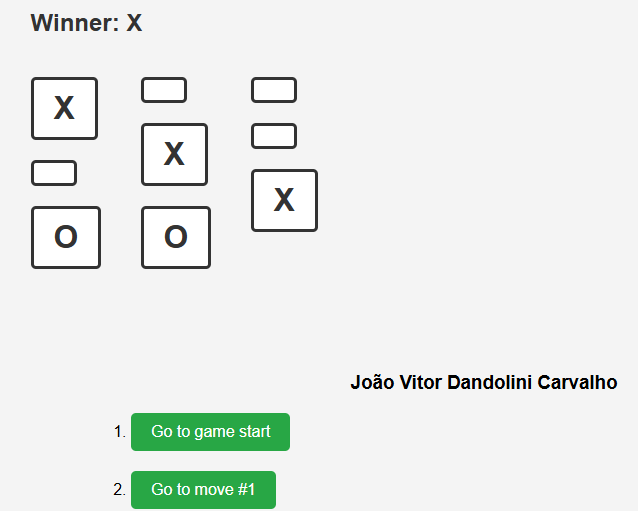 Winner: X
X
X
X
O O
João Vitor Dandolini Carvalho
1. Go to game start
2. Go to move #1